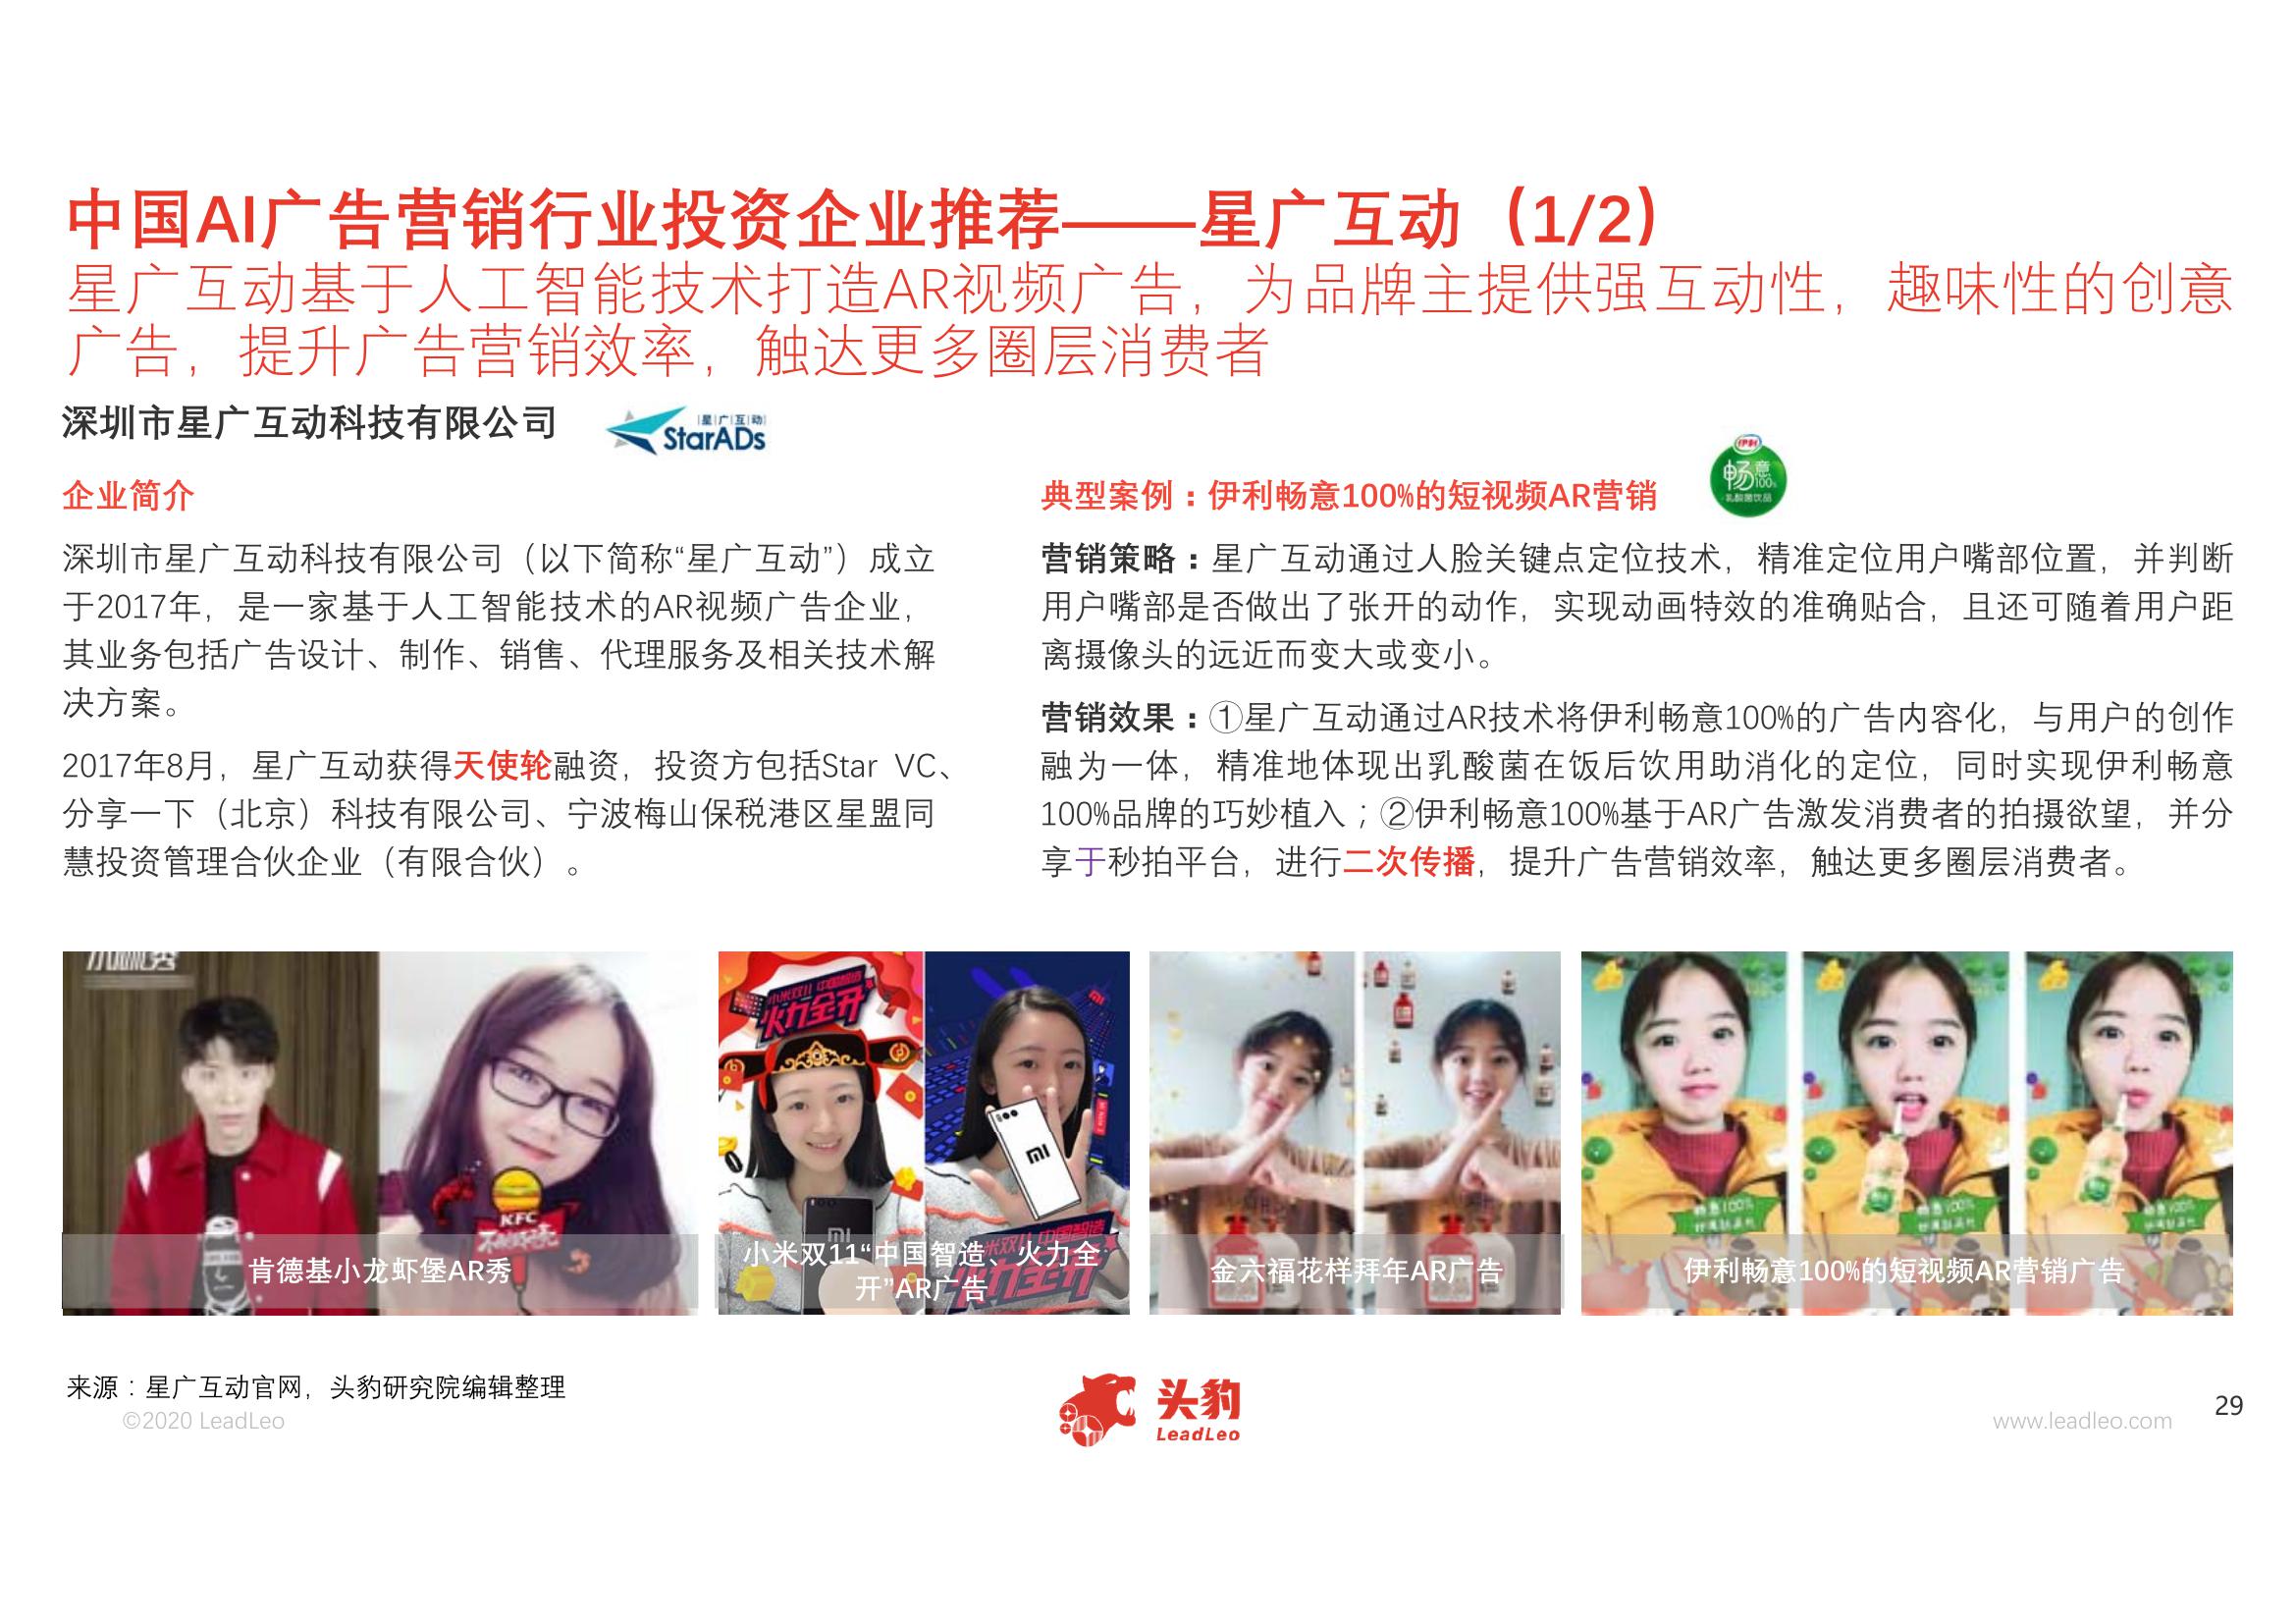 中国AI广告营销行业投资企业推荐——星广互动（1/2）
星广互动基于人工智能技术打造AR视频广告，为品牌主提供强互动性，趣味性的创意
广告，提升广告营销效率，触达更多圈层消费者
深圳市星广互动科技有限公司
星广互动
StarADs
企业简介
深圳市星广互动科技有限公司（以下简称“星广互动”）成立
于2017年，是一家基于人工智能技术的AR视频广告企业，
其业务包括广告设计、制作、销售、代理服务及相关技术解
决方案。
2017年8月，星广互动获得天使轮融资，投资方包括Star VC、
分享一下（北京）科技有限公司、宁波梅山保税港区星盟同
慧投资管理合伙企业（有限合伙）。
典型案例：伊利畅意100%的短视频AR营销
伊利
畅意
100%
乳酸菌饮品
营销策略：星广互动通过人脸关键点定位技术，精准定位用户嘴部位置，并判断
用户嘴部是否做出了张开的动作，实现动画特效的准确贴合，且还可随着用户距
离摄像头的远近而变大或变小。
营销效果：①星广互动通过AR技术将伊利畅意100%的广告内容化，与用户的创作
融为一体，精准地体现出乳酸菌在饭后饮用助消化的定位，同时实现伊利畅意
100%品牌的巧妙植入；②伊利畅意100%基于AR广告激发消费者的拍摄欲望，并分
享于秒拍平台，进行二次传播，提升广告营销效率，触达更多圈层消费者。
KFC
肯德基小龙虾堡AR秀
小米双11 中国智造
火力全开
小米双11“中国智造、火力全
开”AR广告
金六福花样拜年AR广告
伊利畅意100%的短视频AR营销广告
来源：星广互动官网，头豹研究院编辑整理
©2020 LeadLeo
头豹
LeadLeo
www.leadleo.com
29